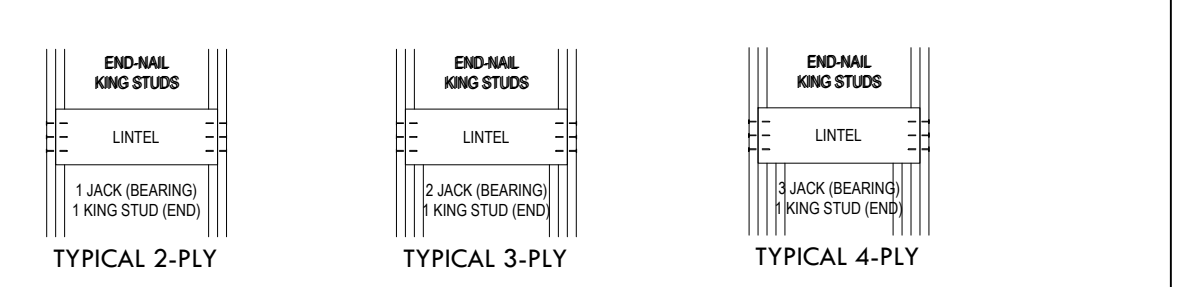 END-NAIL
KING STUDS
LINTEL
1 JACK (BEARING)
1 KING STUD (END)
TYPICAL 2-PLY
END-NAIL
KING STUDS
LINTEL
2 JACK (BEARING)
1 KING STUD (END)
TYPICAL 3-PLY
END-NAIL
KING STUDS
LINTEL
3 JACK (BEARING)
1 KING STUD (END)
TYPICAL 4-PLY